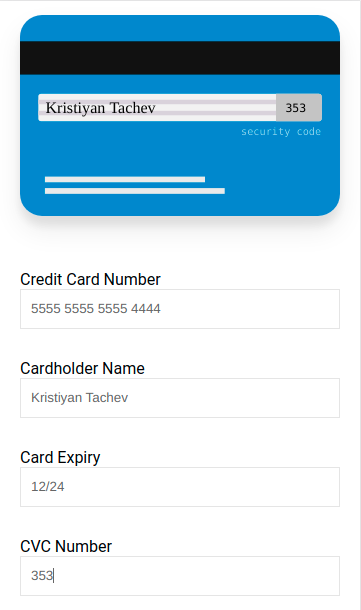 Kristiyan Tachev 353
security code
Credit Card Number
5555 5555 5555 4444
Cardholder Name
Kristiyan Tachev
Card Expiry
12/24
CVC Number
353